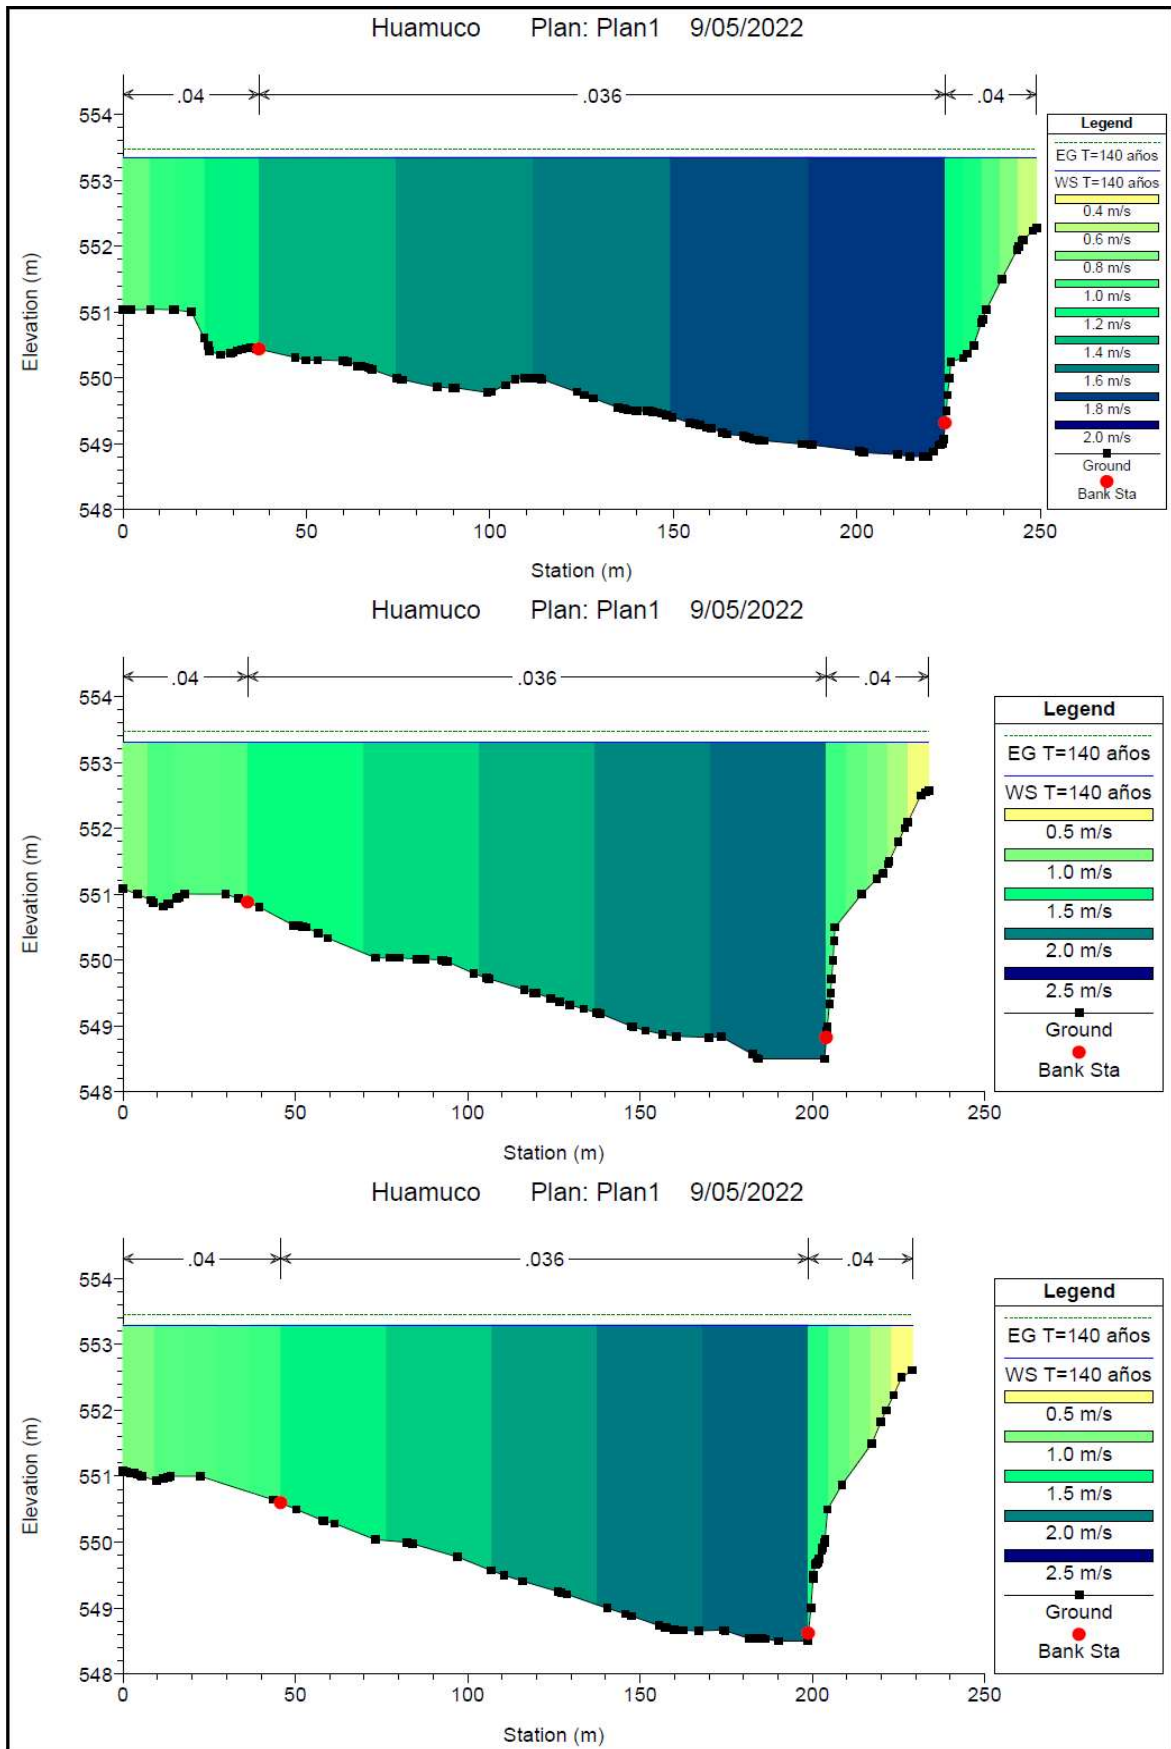 Huamuco Plan: Plan1 9/05/2022
.04 .036 .04
554
553
552
551
550
549
548
Elevation (m)
0 50 100 150 200 250
Station (m)
Legend
EG T=140 años
WS T=140 años
0.4 m/s
0.6 m/s
0.8 m/s
1.0 m/s
1.2 m/s
1.4 m/s
1.6 m/s
1.8 m/s
2.0 m/s
Ground
Bank Sta
Huamuco Plan: Plan1 9/05/2022
.04 .036 .04
554
553
552
551
550
549
548
Elevation (m)
0 50 100 150 200 250
Station (m)
Legend
EG T=140 años
WS T=140 años
0.5 m/s
1.0 m/s
1.5 m/s
2.0 m/s
2.5 m/s
Ground
Bank Sta
Huamuco Plan: Plan1 9/05/2022
.04 .036 .04
554
553
552
551
550
549
548
Elevation (m)
0 50 100 150 200 250
Station (m)
Legend
EG T=140 años
WS T=140 años
0.5 m/s
1.0 m/s
1.5 m/s
2.0 m/s
2.5 m/s
Ground
Bank Sta